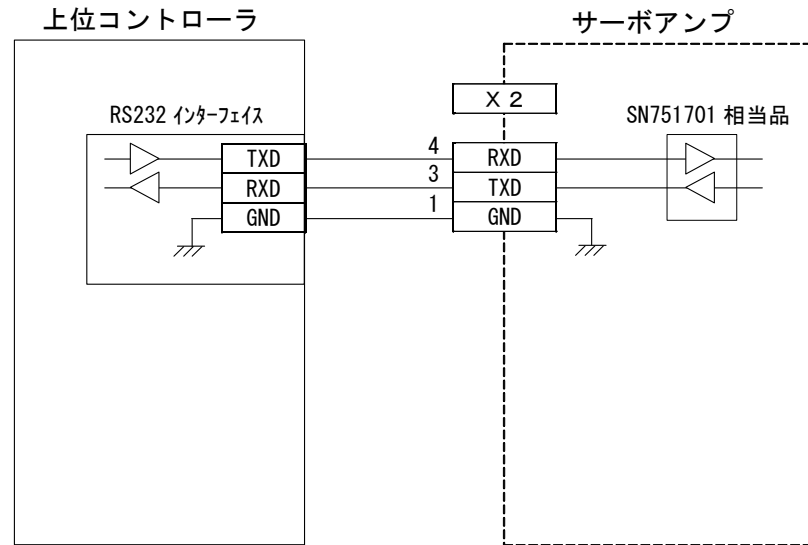 上位コントローラ
サーボアンプ
X 2
RS232 ｲﾝﾀｰﾌｪｲｽ
SN751701 相当品
TXD 4 RXD
RXD 3 TXD
GND 1 GND